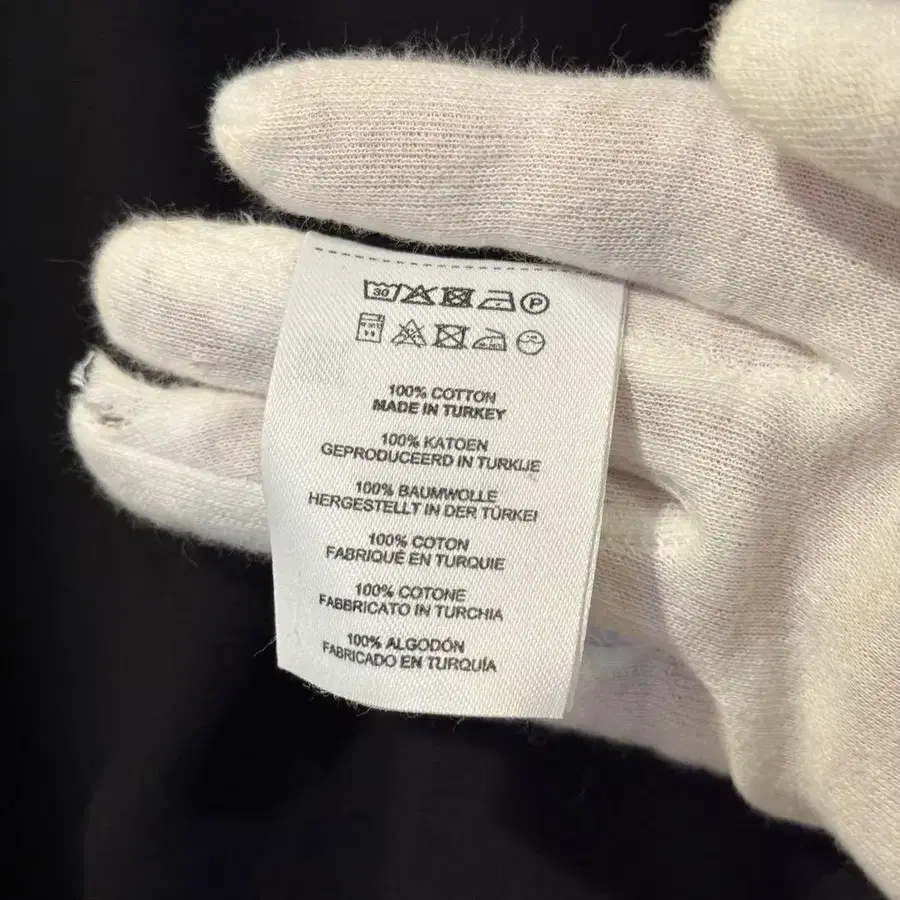 30 P
100% COTTON
MADE IN TURKEY
100% KATOEN
GEPRODUCEERD IN TURKIJE
100% BAUMWOLLE
HERGESTELLT IN DER TÜRKEI
100% COTON
FABRIQUÉ EN TURQUIE
100% COTONE
FABBRICATO IN TURCHIA
100% ALGODÓN
FABRICADO EN TURQUÍA